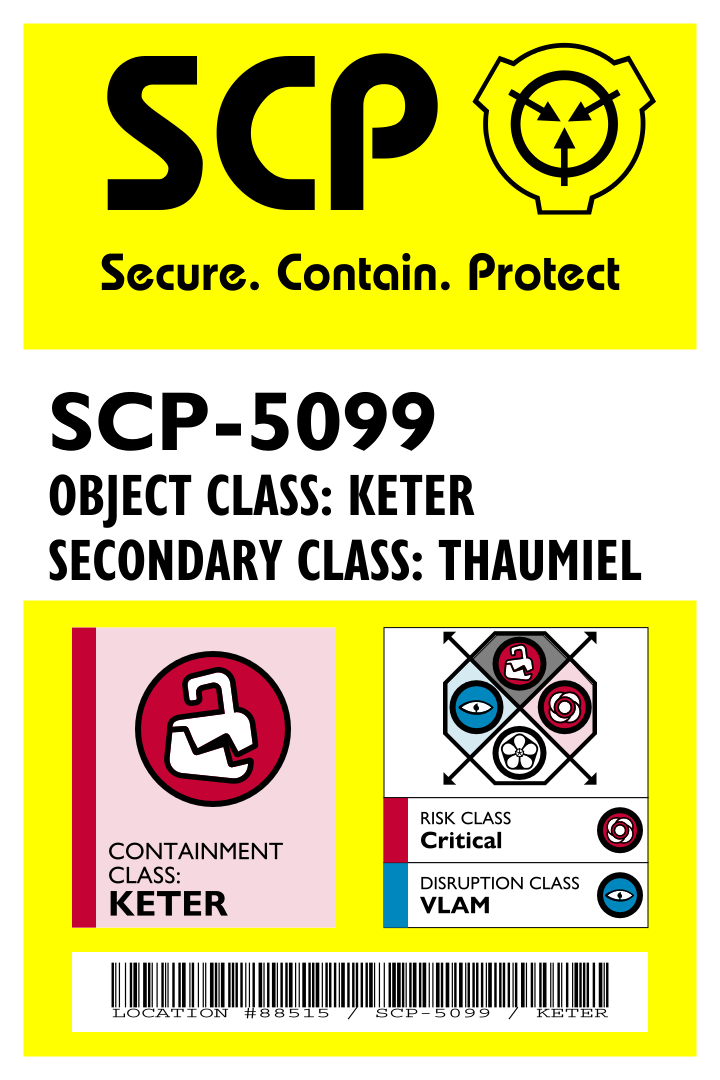 SCP
Secure. Contain. Protect
SCP-5099
OBJECT CLASS: KETER
SECONDARY CLASS: THAUMIEL
CONTAINMENT
CLASS:
KETER
RISK CLASS
Critical
DISRUPTION CLASS
VLAM
LOCATION #88515 / SCP-5099 / KETER